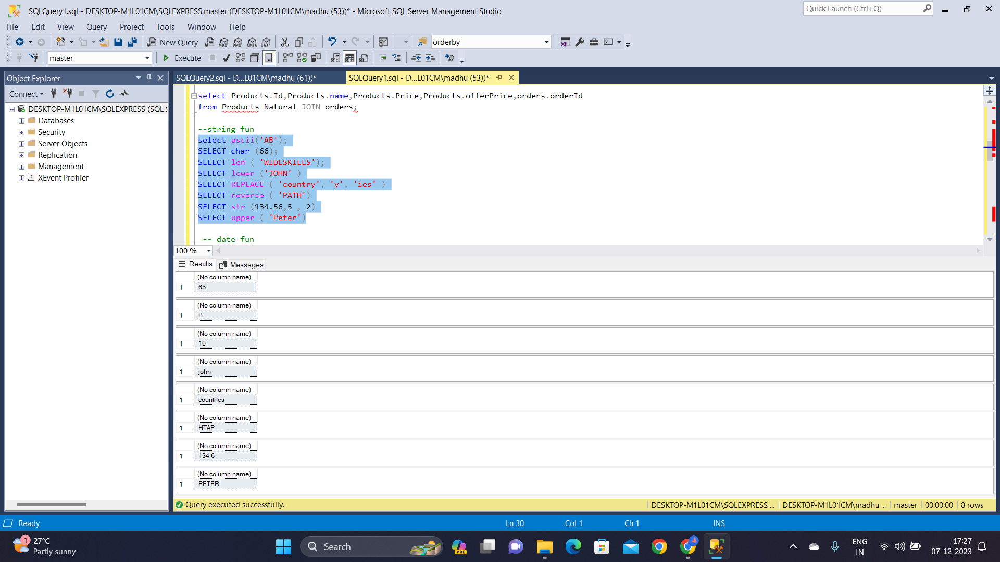 SQLQuery1.sql - DESKTOP-M1L01CM\SQLEXPRESS.master (DESKTOP-M1L01CM\madhu (53))* - Microsoft SQL Server Management Studio
Quick Launch (Ctrl+Q)
File Edit View Query Project Tools Window Help
New Query
MDX DMX XMLA DAX
orderby
master
Execute
Object Explorer
SQLQuery2.sql - D...L01CM\madhu (61))*
SQLQuery1.sql - D...L01CM\madhu (53))*
Connect
DESKTOP-M1L01CM\SQLEXPRESS (SQL S
Databases
Security
Server Objects
Replication
Management
XEvent Profiler
select Products.Id,Products.name,Products.Price,Products.offerPrice,orders.orderId
from Products Natural JOIN orders;
--string fun
select ascii('AB');
SELECT char (66);
SELECT len ( 'WIDESKILLS');
SELECT lower ('JOHN' )
SELECT REPLACE ( 'country', 'y', 'ies' )
SELECT reverse ( 'PATH')
SELECT str (134.56,5 , 2)
SELECT upper ( 'Peter')
-- date fun
100 %
Results Messages
(No column name)
1 65
(No column name)
1 B
(No column name)
1 10
(No column name)
1 john
(No column name)
1 countries
(No column name)
1 HTAP
(No column name)
1 134.6
(No column name)
1 PETER
Query executed successfully.
DESKTOP-M1L01CM\SQLEXPRESS ... DESKTOP-M1L01CM\madhu ... master 00:00:00 8 rows
Ready
Ln 30 Col 1 Ch 1 INS
1
27°C
Partly sunny
Search
PRE
ENG
IN
17:27
07-12-2023